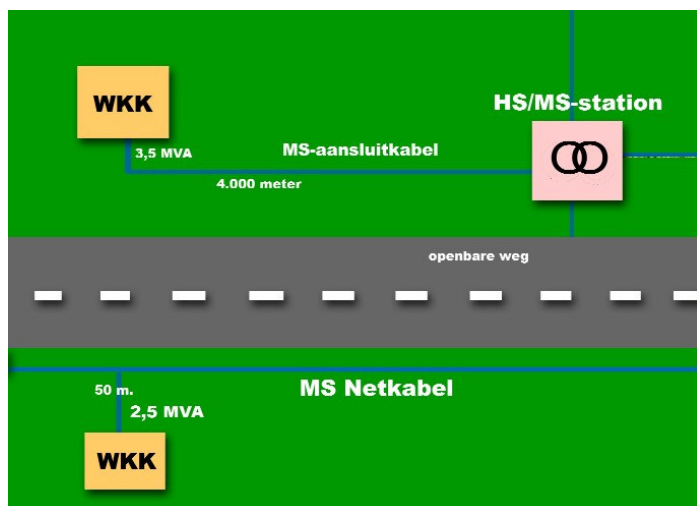 WKK
HS/MS-station
3,5 MVA
MS-aansluitkabel
4.000 meter
openbare weg
50 m.
MS Netkabel
2,5 MVA
WKK